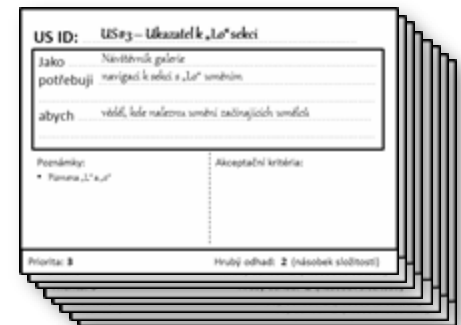 US ID: US#3 – Ukazatel k „Lo“ sekci
Jako Návštěvník galerie
potřebuji navigaci k sekci s „Lo“ uměním
abych věděl, kde naleznu umění začínajících umělců
Poznámky:
• Písmena „L“ a „o“
Akceptační kritéria:
Priorita: 3
Hrubý odhad: 2 (násobek složitosti)